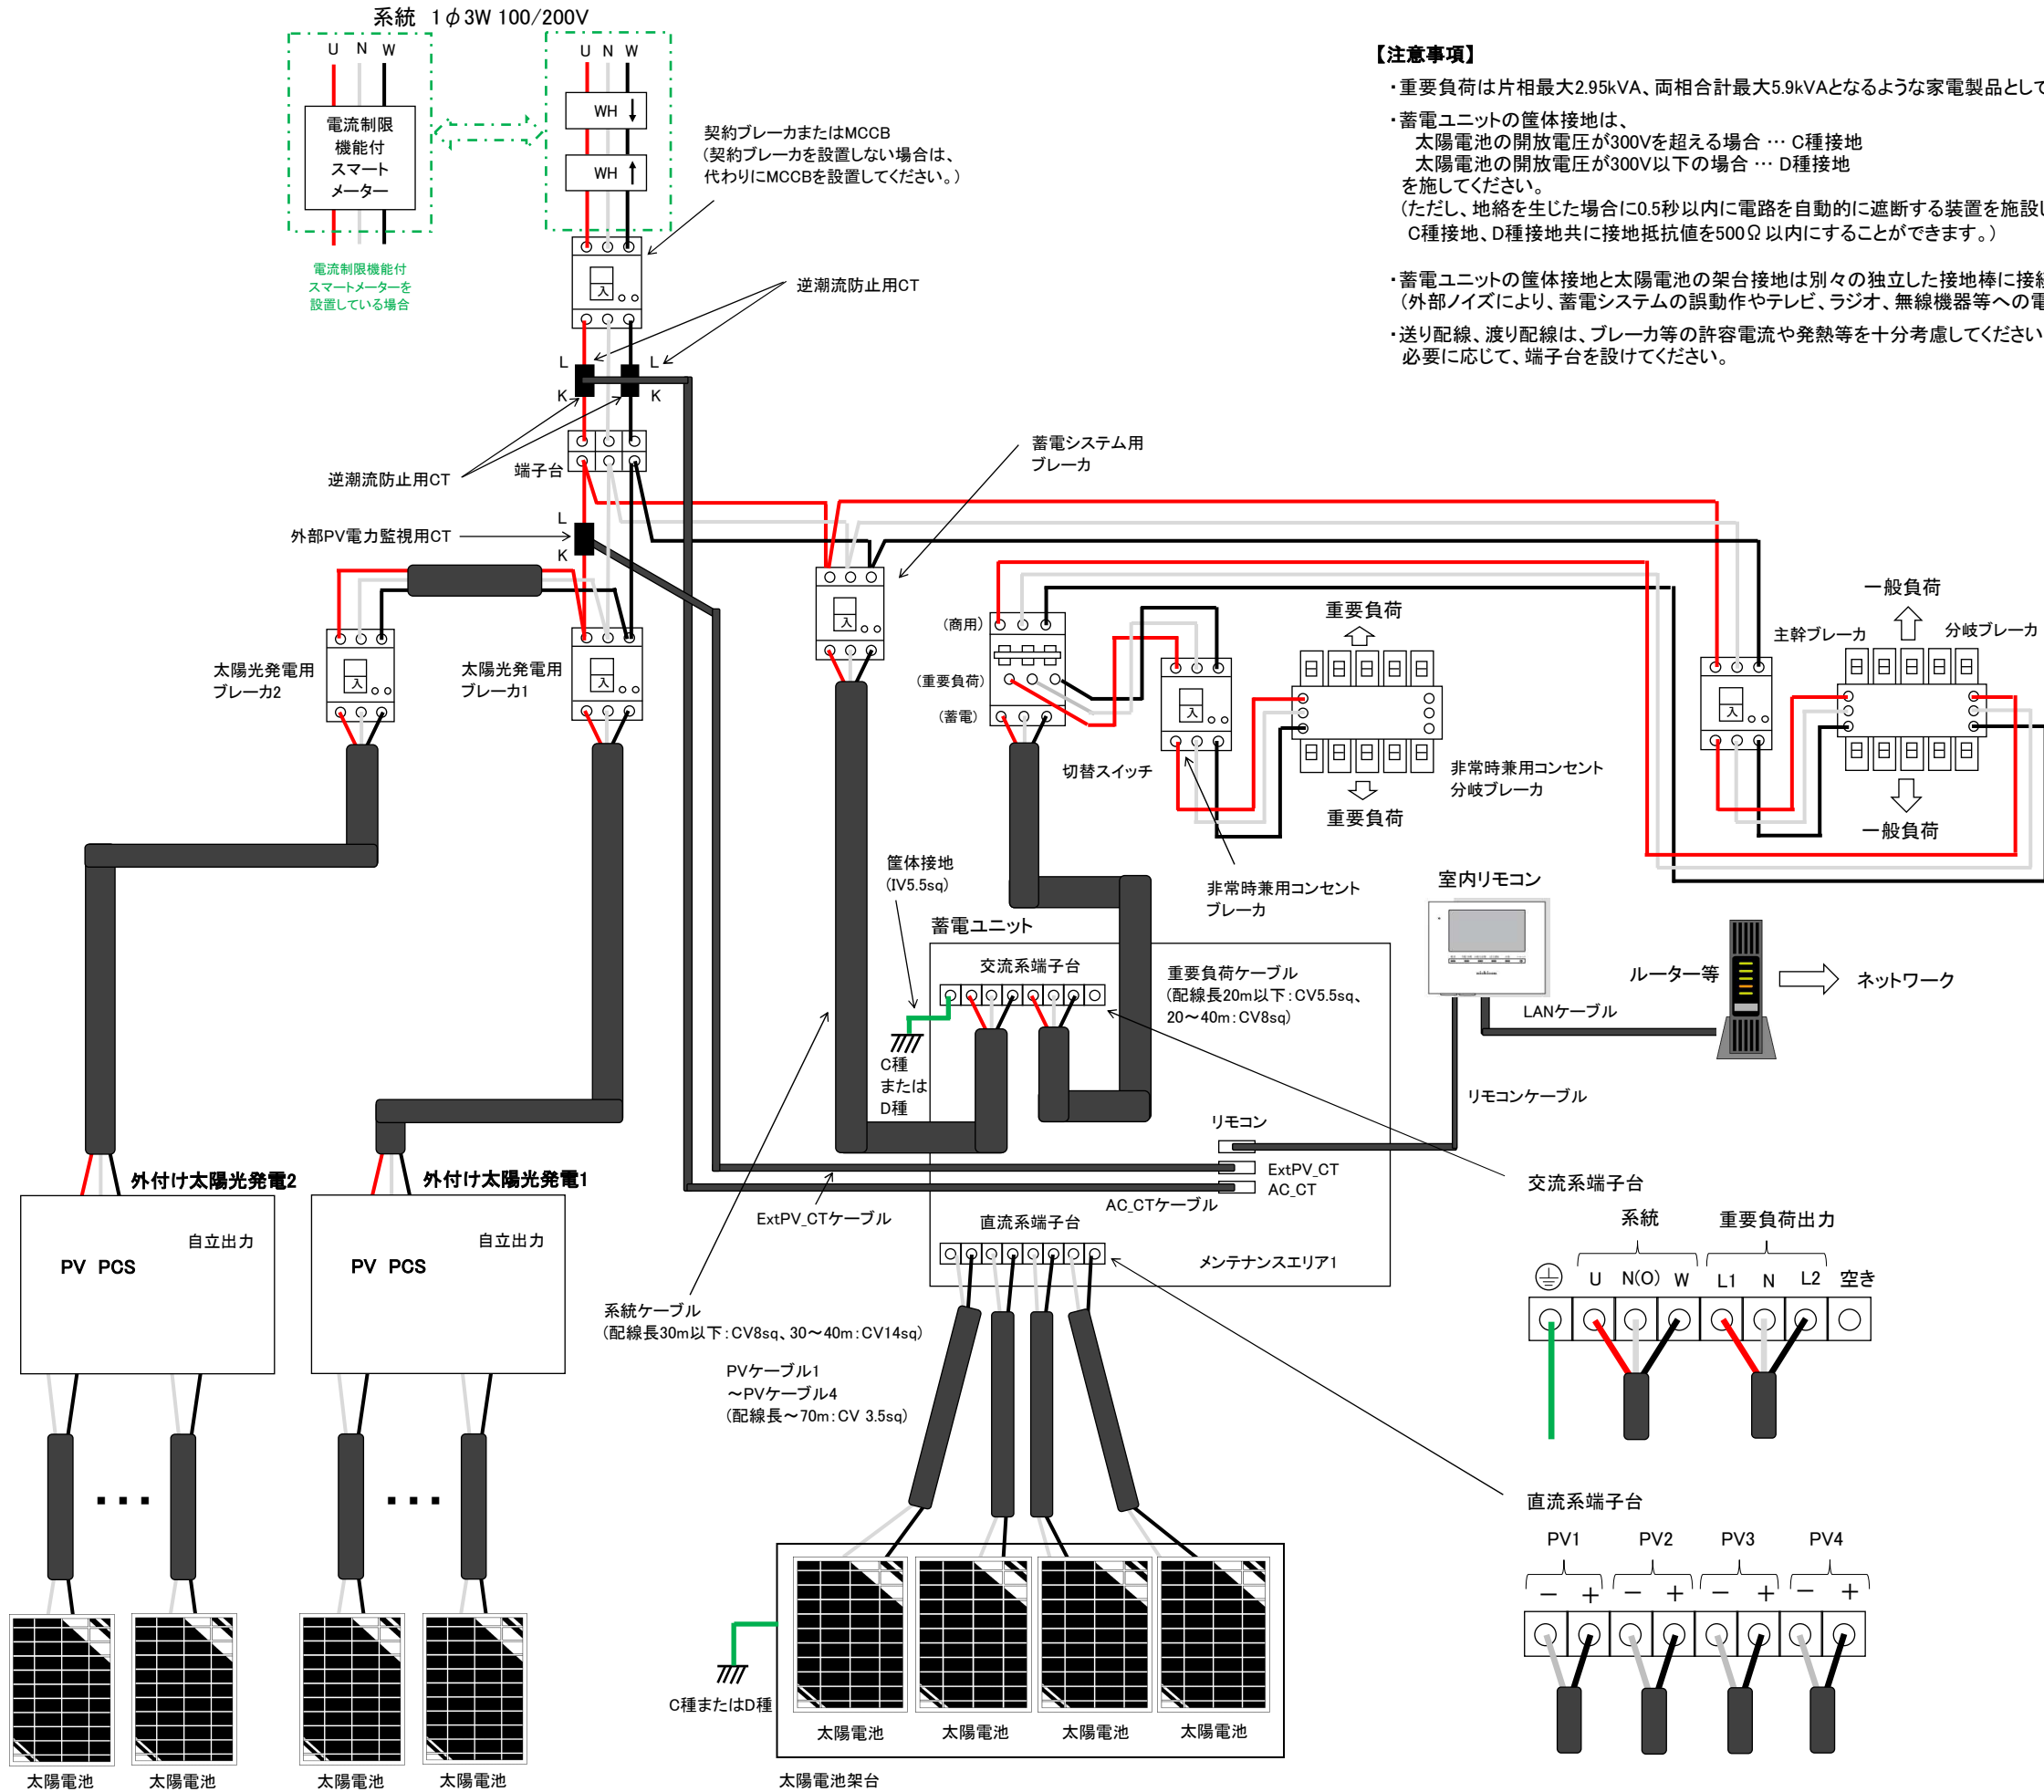 系統 1φ3W 100/200V
U N W
U N W
電流制限
機能付
スマート
メーター
WH
WH
電流制限機能付
スマートメーターを
設置している場合
契約ブレーカまたはMCCB
(契約ブレーカを設置しない場合は、
代わりにMCCBを設置してください。)
入
逆潮流防止用CT
L
K
L
K
逆潮流防止用CT
端子台
外部PV電力監視用CT
L
K
【注意事項】
・重要負荷は片相最大2.95kVA、両相合計最大5.9kVAとなるような家電製品として
・蓄電ユニットの筐体接地は、
太陽電池の開放電圧が300Vを超える場合 … C種接地
太陽電池の開放電圧が300V以下の場合 … D種接地
を施してください。
(ただし、地絡を生じた場合に0.5秒以内に電路を自動的に遮断する装置を施設
C種接地、D種接地共に接地抵抗値を500Ω以内にすることができます。)
・蓄電ユニットの筐体接地と太陽電池の架台接地は別々の独立した接地棒に接
(外部ノイズにより、蓄電システムの誤動作やテレビ、ラジオ、無線機器等への電
・送り配線、渡り配線は、ブレーカ等の許容電流や発熱等を十分考慮してください
必要に応じて、端子台を設けてください。
蓄電システム用
ブレーカ
入
太陽光発電用
ブレーカ2
入
太陽光発電用
ブレーカ1
入
(商用)
(重要負荷)
(蓄電)
切替スイッチ
入
重要負荷
重要負荷
非常時兼用コンセント
分岐ブレーカ
非常時兼用コンセント
ブレーカ
一般負荷
主幹ブレーカ
分岐ブレーカ
入
一般負荷
筐体接地
(IV5.5sq)
蓄電ユニット
交流系端子台
重要負荷ケーブル
(配線長20m以下:CV5.5sq、
20～40m:CV8sq)
C種
または
D種
室内リモコン
ルーター等
ネットワーク
LANケーブル
リモコンケーブル
リモコン
ExtPV_CT
AC_CT
AC_CTケーブル
ExtPV_CTケーブル
直流系端子台
メンテナンスエリア1
系統ケーブル
(配線長30m以下:CV8sq、30～40m:CV14sq)
PVケーブル1
～PVケーブル4
(配線長～70m:CV 3.5sq)
外付け太陽光発電2
自立出力
PV PCS
外付け太陽光発電1
自立出力
PV PCS
交流系端子台
系統 重要負荷出力
U N(O) W L1 N L2 空き
直流系端子台
PV1 PV2 PV3 PV4
－ ＋ － ＋ － ＋ － ＋
C種またはD種
太陽電池 太陽電池 太陽電池 太陽電池
太陽電池架台
太陽電池 太陽電池 太陽電池 太陽電池